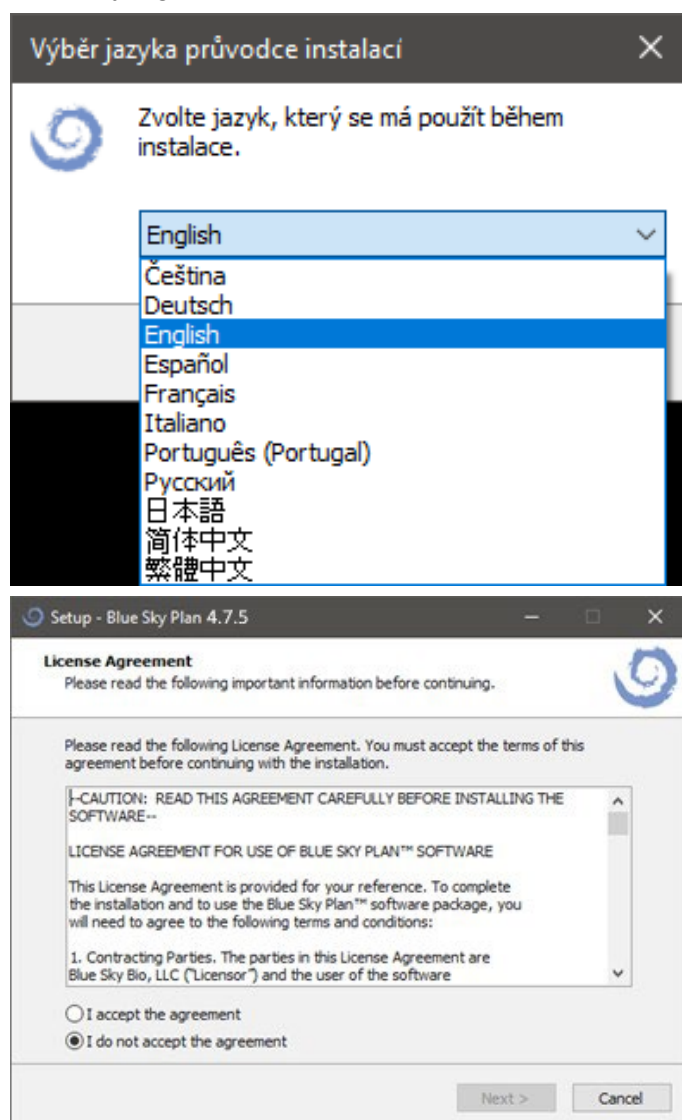 Výběr jazyka průvodce instalací
Zvolte jazyk, který se má použít během
instalace.
English
Čeština
Deutsch
English
Español
Français
Italiano
Português (Portugal)
Русский
日本語
简体中文
繁體中文
Setup - Blue Sky Plan 4.7.5
License Agreement
Please read the following important information before continuing.
Please read the following License Agreement. You must accept the terms of this
agreement before continuing with the installation.
--CAUTION: READ THIS AGREEMENT CAREFULLY BEFORE INSTALLING THE
SOFTWARE--
LICENSE AGREEMENT FOR USE OF BLUE SKY PLAN™ SOFTWARE
This License Agreement is provided for your reference. To complete
the installation and to use the Blue Sky Plan™ software package, you
will need to agree to the following terms and conditions:
1. Contracting Parties. The parties in this License Agreement are
Blue Sky Bio, LLC ("Licensor") and the user of the software
I accept the agreement
I do not accept the agreement
Next >
Cancel